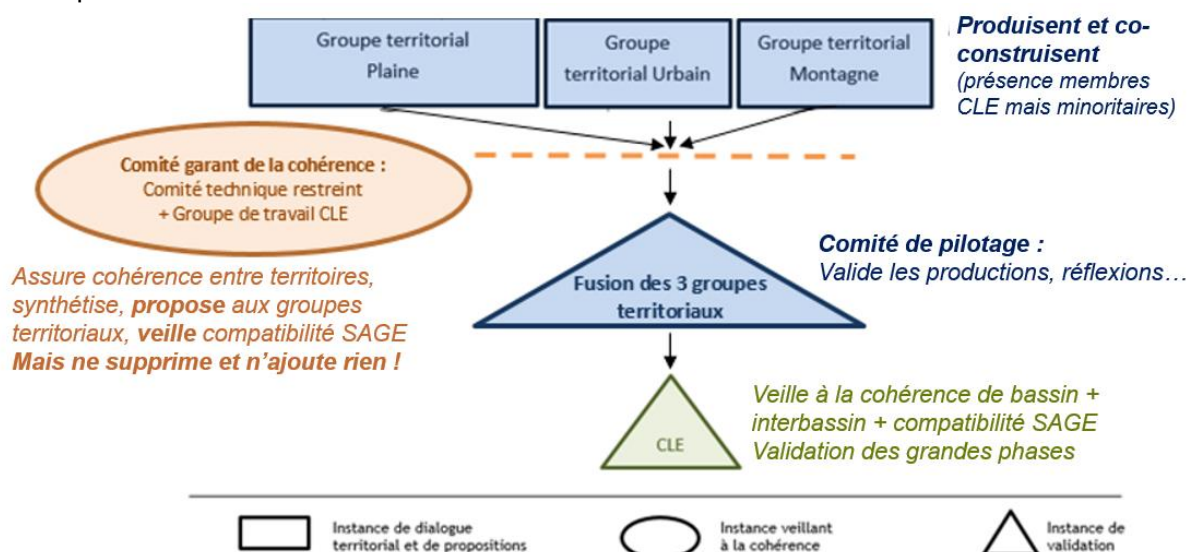 Groupe territorial
Plaine
Groupe
territorial Urbain
Groupe territorial
Montagne
Produisent et co-
construisent
(présence membres
CLE mais minoritaires)
Comité garant de la cohérence :
Comité technique restreint
+ Groupe de travail CLE
Assure cohérence entre territoires,
synthétise, propose aux groupes
territoriaux, veille compatibilité SAGE
Mais ne supprime et n’ajoute rien !
Comité de pilotage :
Valide les productions, réflexions…
Fusion des 3 groupes
territoriaux
Veille à la cohérence de bassin +
interbassin + compatibilité SAGE
Validation des grandes phases
CLE
Instance de dialogue
territorial et de propositions
Instance veillant
à la cohérence
Instance de
validation